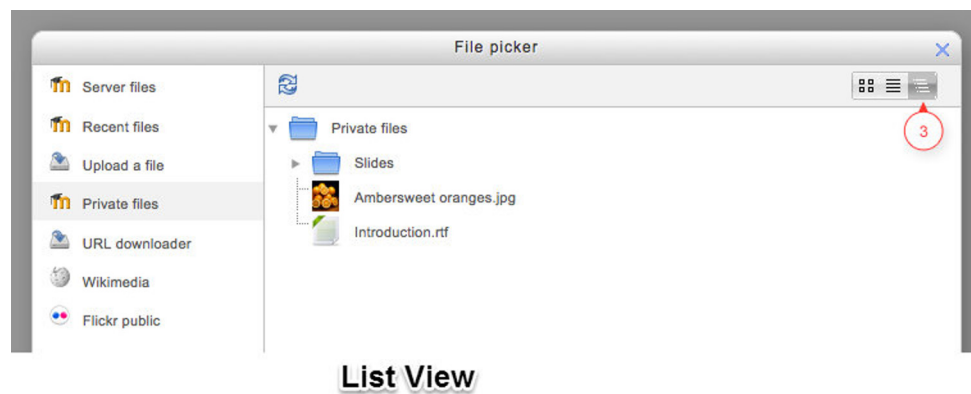 File picker
Server files
Recent files
Upload a file
Private files
URL downloader
Wikimedia
Flickr public
Private files
Slides
Ambersweet oranges.jpg
Introduction.rtf
3
List View